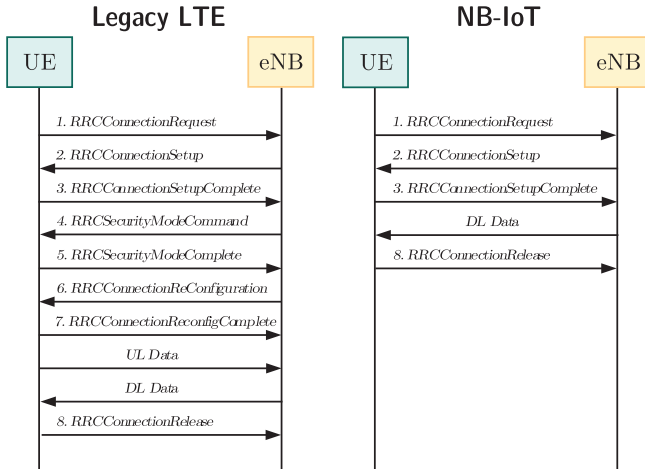 Legacy LTE
UE
eNB
1. RRCConnectionRequest
2. RRCConnectionSetup
3. RRCConnectionSetupComplete
4. RRCSecurityModeCommand
5. RRCSecurityModeComplete
6. RRCConnectionReConfiguration
7. RRCConnectionReconfigComplete
UL Data
DL Data
8. RRCConnectionRelease
NB-IoT
UE
eNB
1. RRCConnectionRequest
2. RRCConnectionSetup
3. RRCConnectionSetupComplete
DL Data
8. RRCConnectionRelease